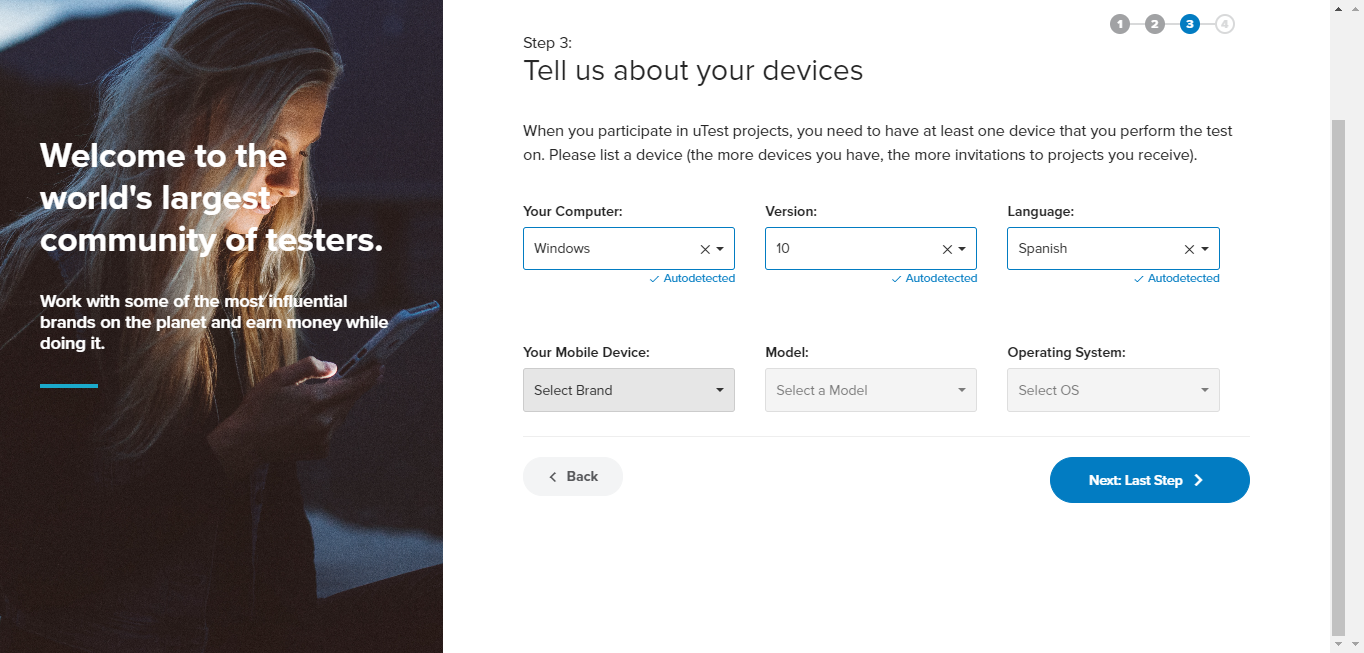 1 2 3 4
Step 3:
Tell us about your devices
When you participate in uTest projects, you need to have at least one device that you perform the test
on. Please list a device (the more devices you have, the more invitations to projects you receive).
Welcome to the
world's largest
community of testers.
Work with some of the most influential
brands on the planet and earn money while
doing it.
Your Computer: Version: Language:
Windows 10 Spanish
Autodetected Autodetected Autodetected
Your Mobile Device: Model: Operating System:
Select Brand Select a Model Select OS
Back Next: Last Step